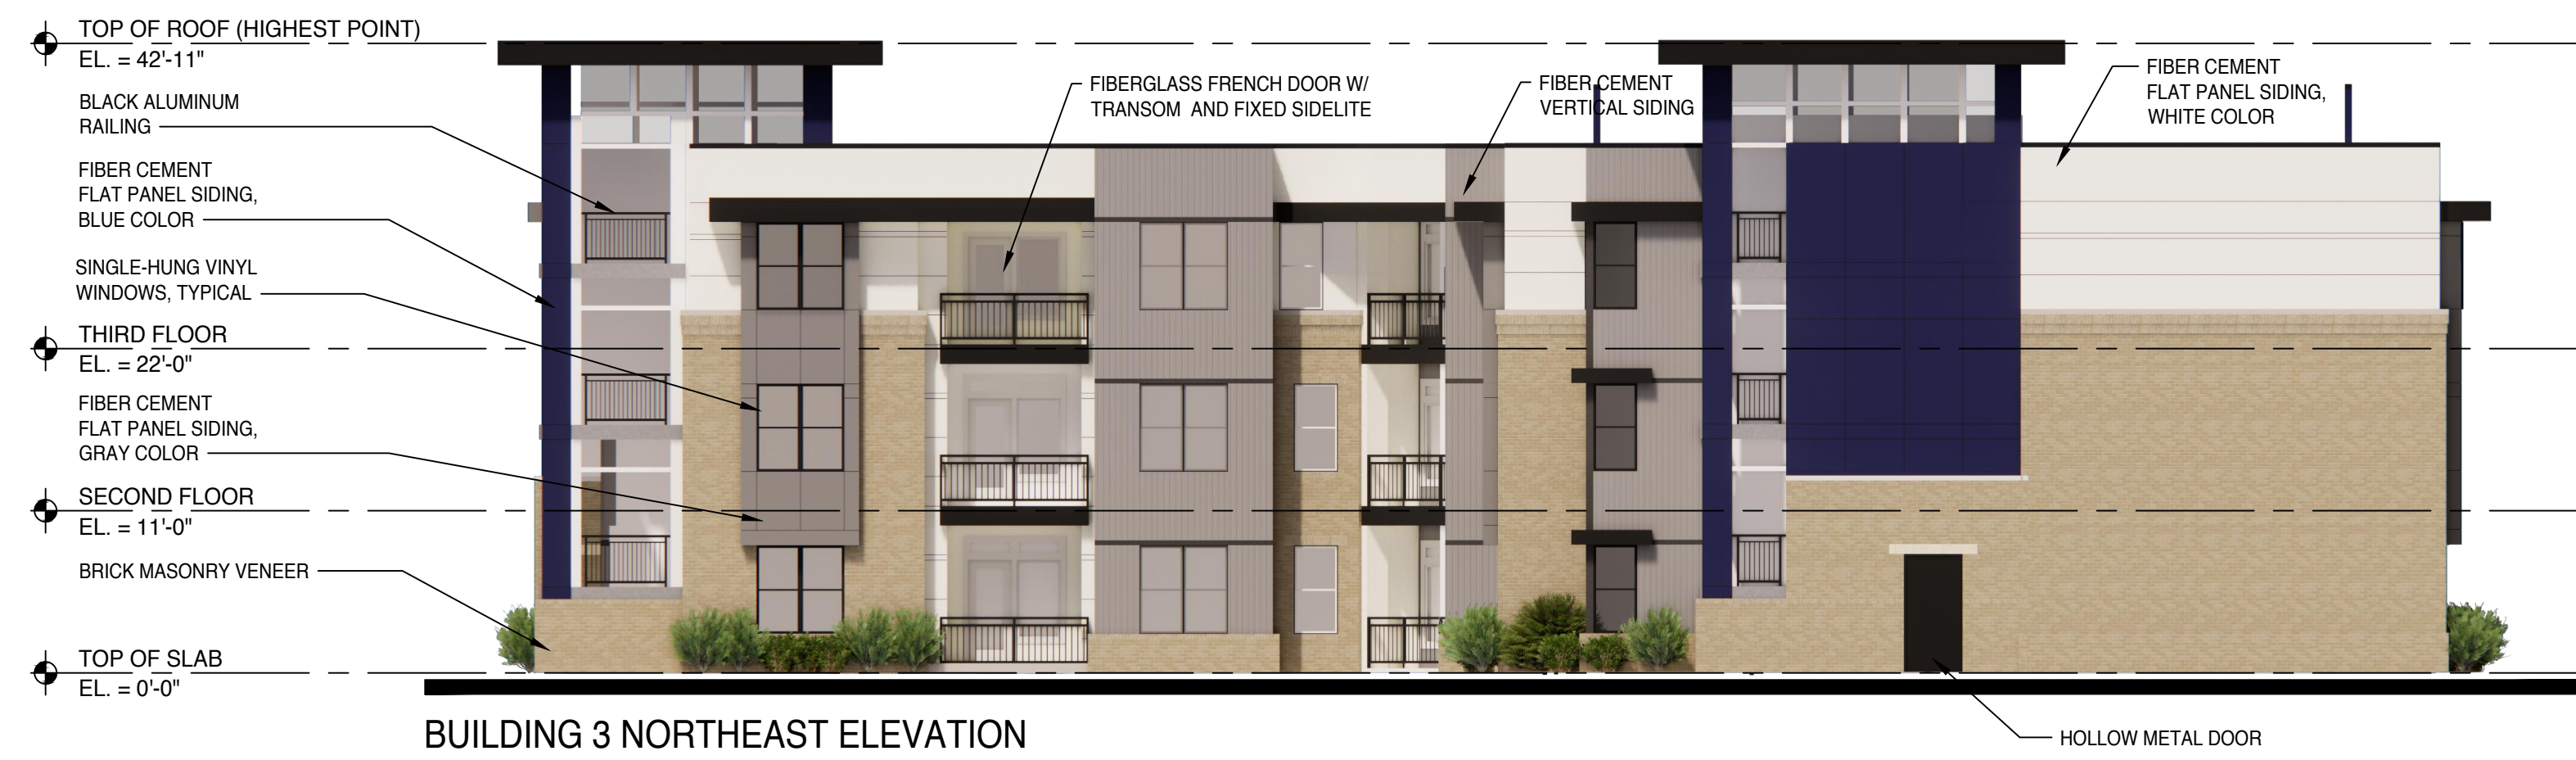 TOP OF ROOF (HIGHEST POINT)
EL. = 42'-11"
BLACK ALUMINUM
RAILING
FIBER CEMENT
FLAT PANEL SIDING,
BLUE COLOR
SINGLE-HUNG VINYL
WINDOWS, TYPICAL
THIRD FLOOR
EL. = 22'-0"
FIBER CEMENT
FLAT PANEL SIDING,
GRAY COLOR
SECOND FLOOR
EL. = 11'-0"
BRICK MASONRY VENEER
TOP OF SLAB
EL. = 0'-0"
FIBERGLASS FRENCH DOOR W/
TRANSOM AND FIXED SIDELITE
FIBER CEMENT
VERTICAL SIDING
FIBER CEMENT
FLAT PANEL SIDING,
WHITE COLOR
BUILDING 3 NORTHEAST ELEVATION
HOLLOW METAL DOOR